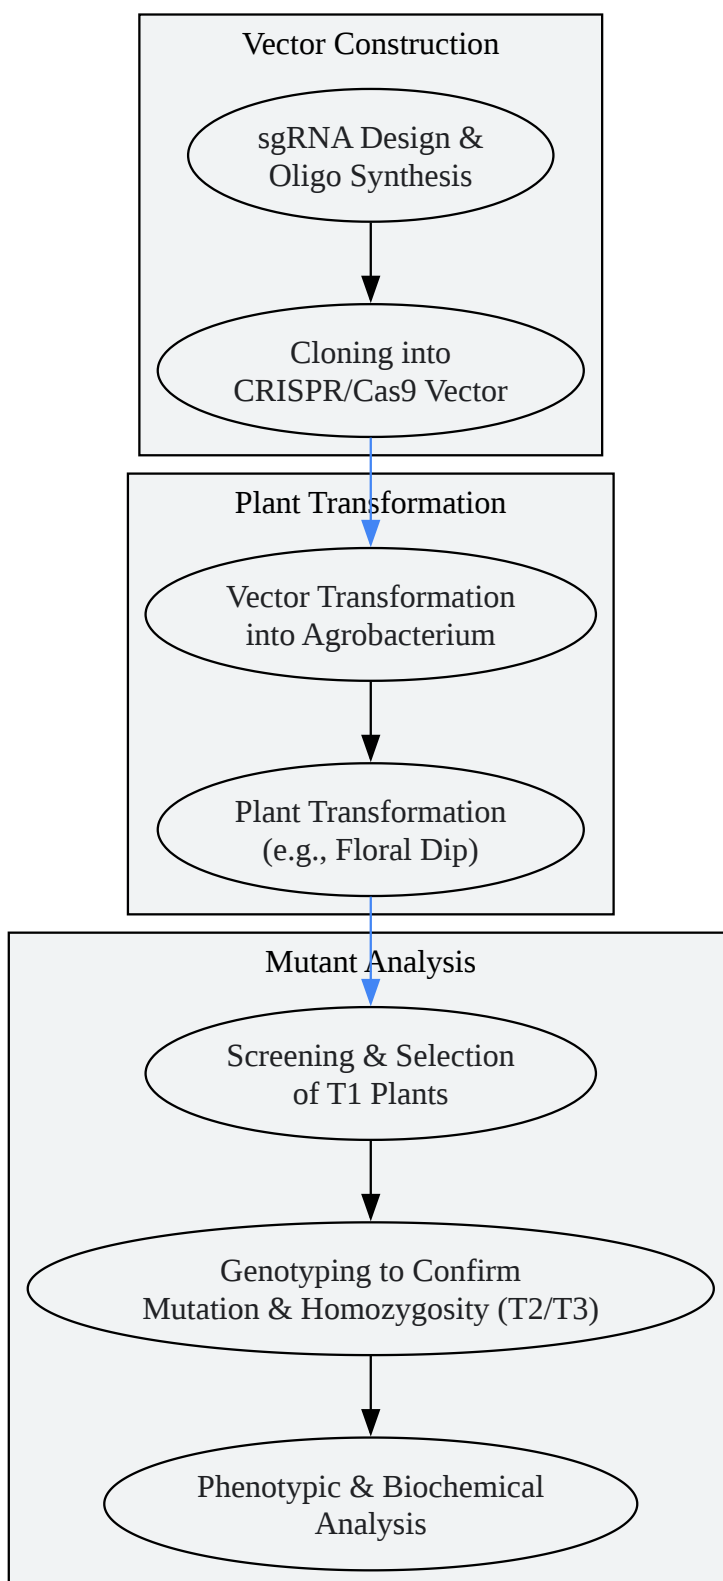 Vector Construction
sgRNA Design &
Oligo Synthesis
Cloning into
CRISPR/Cas9 Vector
Plant Transformation
Vector Transformation
into Agrobacterium
Plant Transformation
(e.g., Floral Dip)
Mutant Analysis
Screening & Selection
of T1 Plants
Genotyping to Confirm
Mutation & Homozygosity (T2/T3)
Phenotypic & Biochemical
Analysis